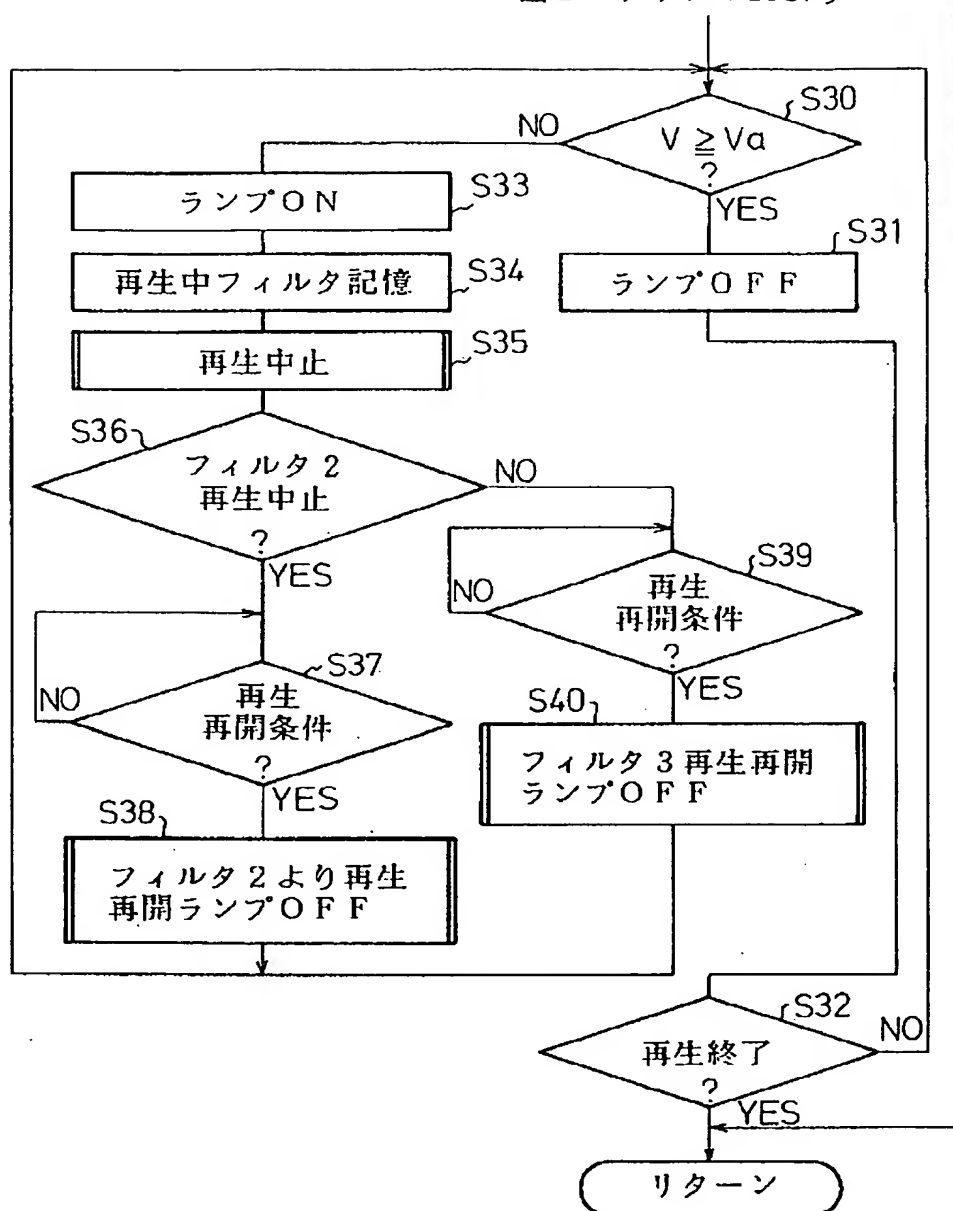 S30
V ≧ Va
?
NO
YES
S33
ランプON
S31
ランプOFF
S34
再生中フィルタ記憶
S35
再生中止
S36
フィルタ2
再生中止
?
NO
YES
S39
再生
再開条件
?
NO
YES
S37
再生
再開条件
?
NO
YES
S40
フィルタ3再生再開
ランプOFF
S38
フィルタ2より再生
再開ランプOFF
S32
再生終了
?
NO
YES
リターン